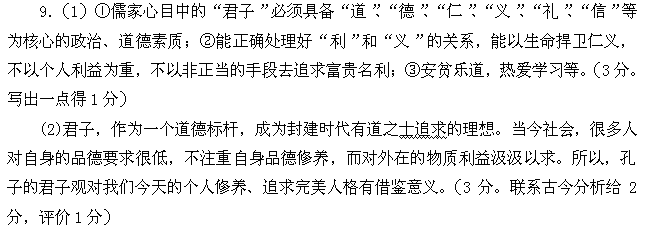 9.(1)①儒家心目中的“君子”必须具备“道”、“德”、“仁”、“义”、“礼”、“信”等
为核心的政治、道德素质；②能正确处理好“利”和“义”的关系，能以生命捍卫仁义，
不以个人利益为重，不以非正当的手段去追求富贵名利；③安贫乐道，热爱学习等。（3分。
写出一点得1分）
(2)君子，作为一个道德标杆，成为封建时代有道之士追求的理想。当今社会，很多人
对自身的品德要求很低，不注重自身品德修养，而对外在的物质利益汲汲以求。所以，孔
子的君子观对我们今天的个人修养、追求完美人格有借鉴意义。（3分。联系古今分析给2
分，评价1分）